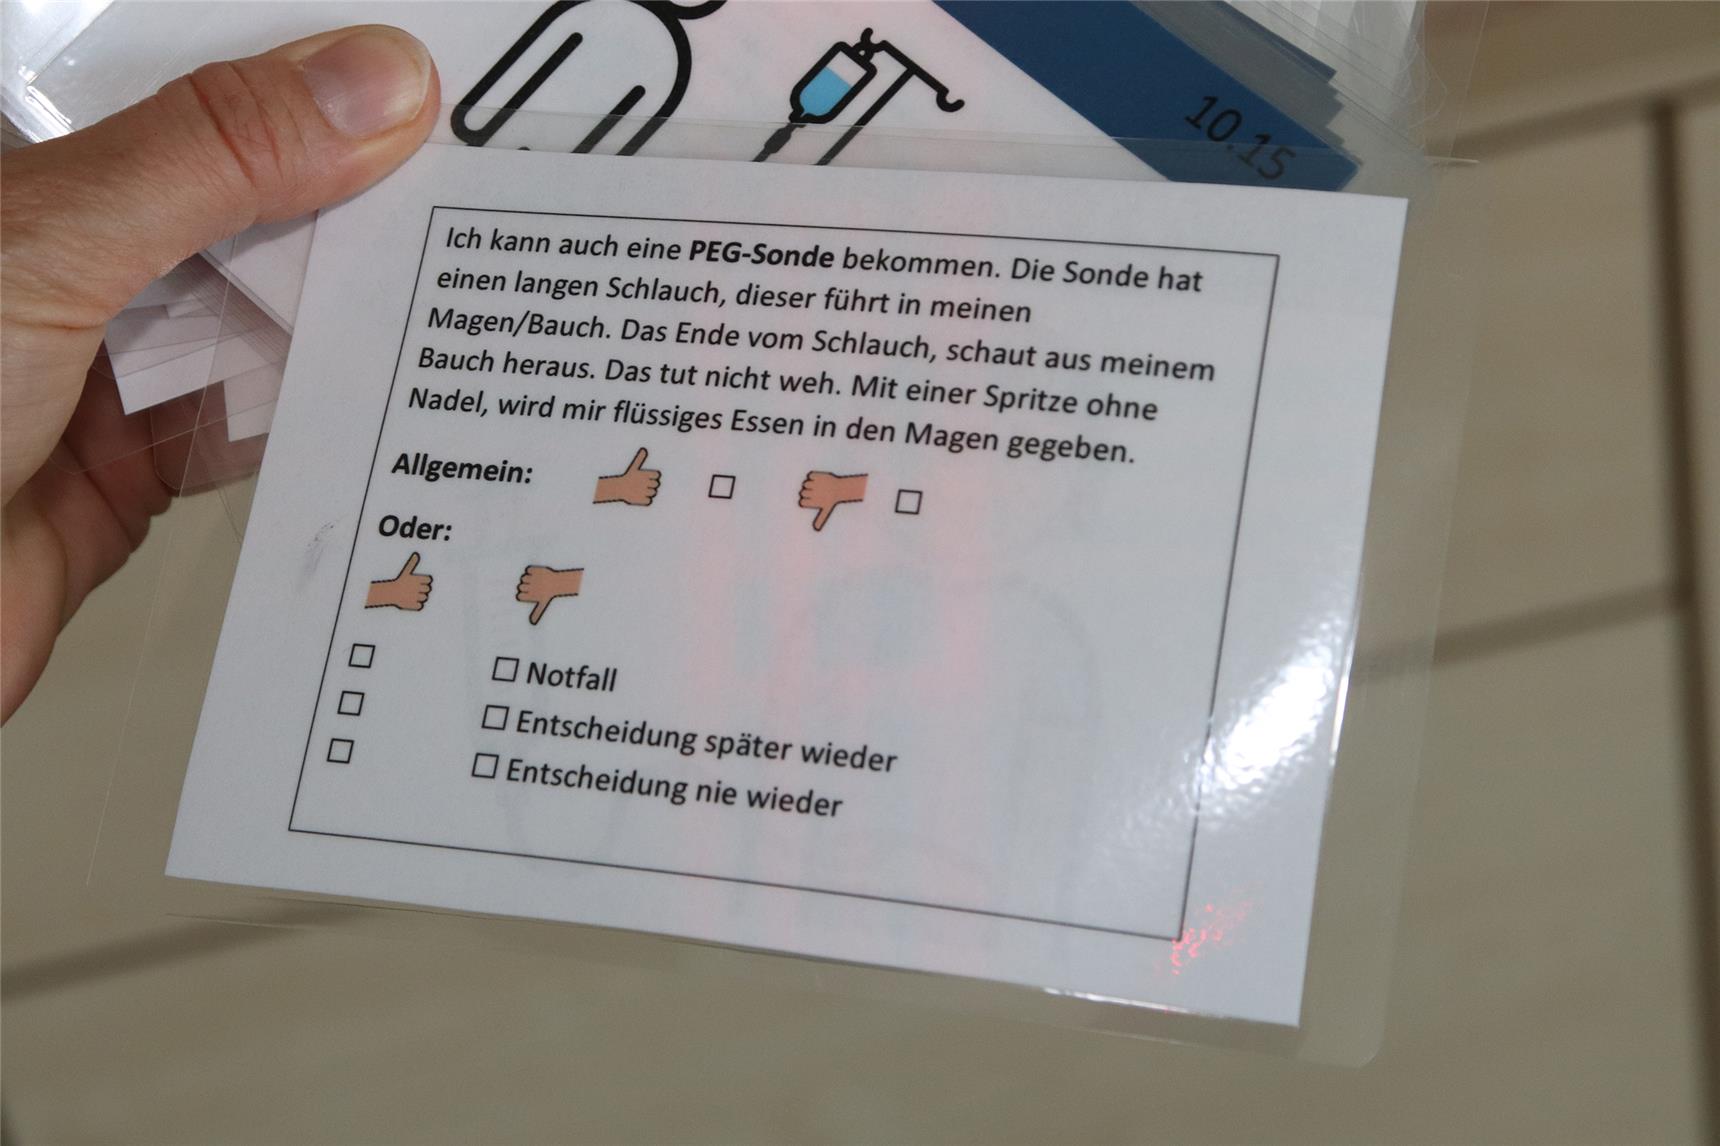 10.15
Ich kann auch eine PEG-Sonde bekommen. Die Sonde hat
einen langen Schlauch, dieser führt in meinen
Magen/Bauch. Das Ende vom Schlauch, schaut aus meinem
Bauch heraus. Das tut nicht weh. Mit einer Spritze ohne
Nadel, wird mir flüssiges Essen in den Magen gegeben.
Allgemein:
Oder:
Notfall
Entscheidung später wieder
Entscheidung nie wieder